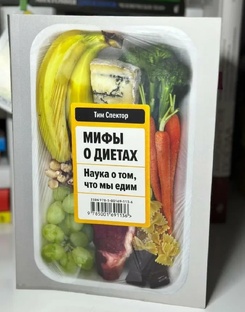 Тим Спектор
МИФЫ
О ДИЕТАХ
Наука о том,
что мы едим